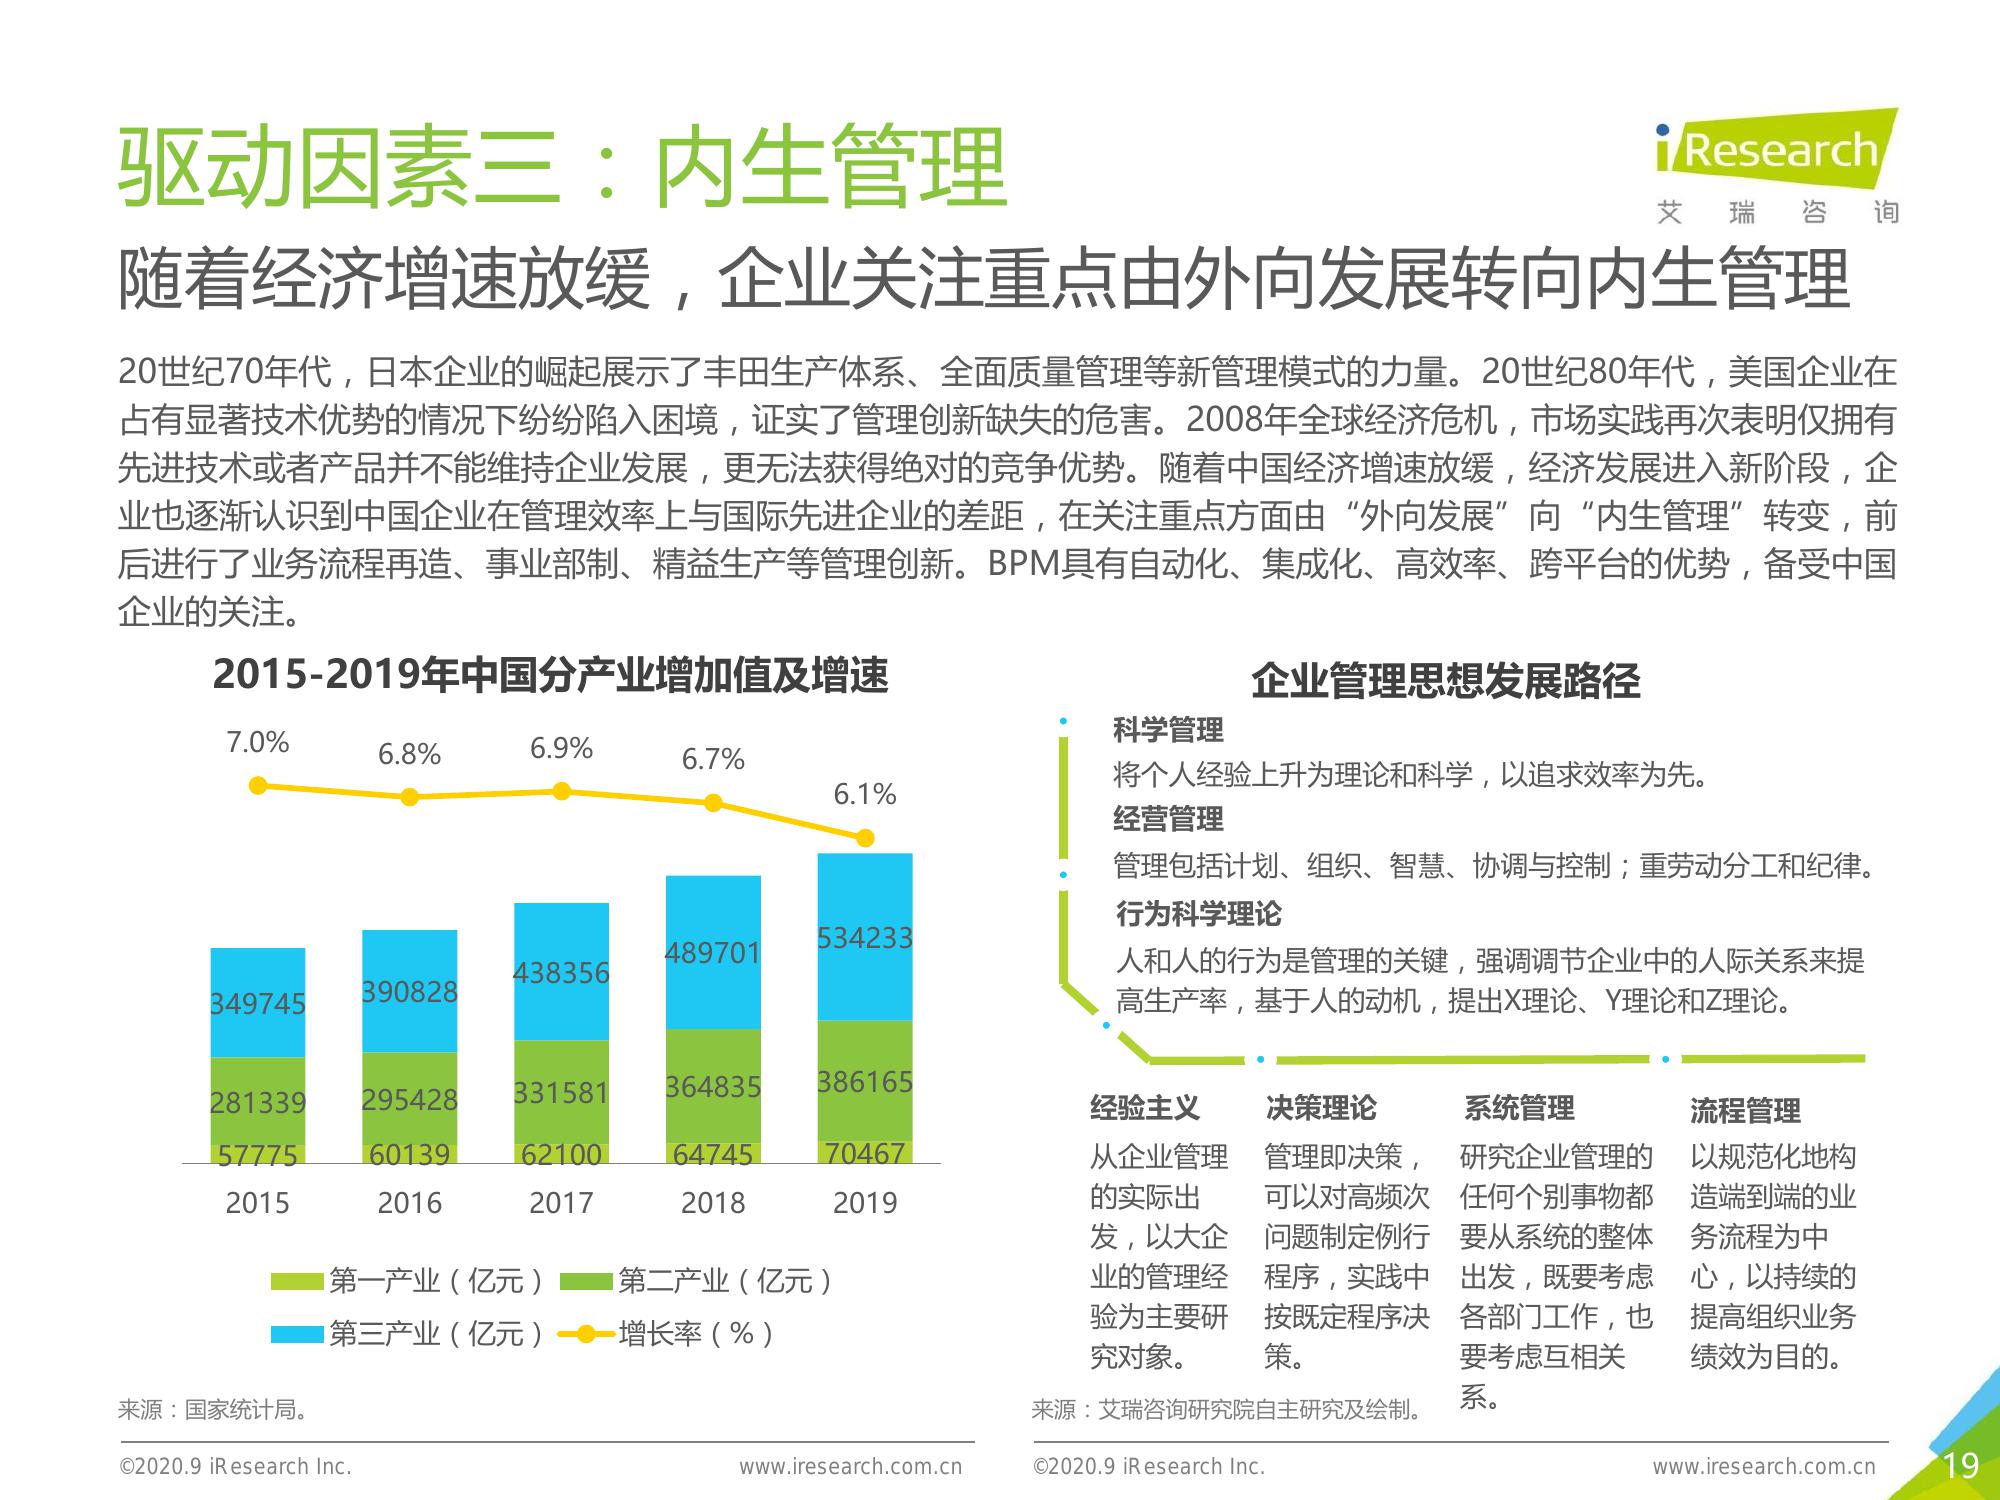 驱动因素三：内生管理
iResearch
艾瑞咨询
随着经济增速放缓，企业关注重点由外向发展转向内生管理
20世纪70年代，日本企业的崛起展示了丰田生产体系、全面质量管理等新管理模式的力量。20世纪80年代，美国企业在
占有显著技术优势的情况下纷纷陷入困境，证实了管理创新缺失的危害。2008年全球经济危机，市场实践再次表明仅拥有
先进技术或者产品并不能维持企业发展，更无法获得绝对的竞争优势。随着中国经济增速放缓，经济发展进入新阶段，企
业也逐渐认识到中国企业在管理效率上与国际先进企业的差距，在关注重点方面由“外向发展”向“内生管理”转变，前
后进行了业务流程再造、事业部制、精益生产等管理创新。BPM具有自动化、集成化、高效率、跨平台的优势，备受中国
企业的关注。
2015-2019年中国分产业增加值及增速
7.0%
6.8%
6.9%
6.7%
6.1%
349745
390828
438356
489701
534233
281339
295428
331581
364835
386165
57775
60139
62100
64745
70467
2015
2016
2017
2018
2019
第一产业（亿元）
第二产业（亿元）
第三产业（亿元）
增长率（%）
来源：国家统计局。
企业管理思想发展路径
科学管理
将个人经验上升为理论和科学，以追求效率为先。
经营管理
管理包括计划、组织、智慧、协调与控制；重劳动分工和纪律。
行为科学理论
人和人的行为是管理的关键，强调调节企业中的人际关系来提
高生产率，基于人的动机，提出X理论、Y理论和Z理论。
经验主义
从企业管理
的实际出
发，以大企
业的管理经
验为主要研
究对象。
决策理论
管理即决策，
可以对高频次
问题制定例行
程序，实践中
按既定程序决
策。
系统管理
研究企业管理的
任何个别事物都
要从系统的整体
出发，既要考虑
各部门工作，也
要考虑互相关
系。
流程管理
以规范化地构
造端到端的业
务流程为中
心，以持续的
提高组织业务
绩效为目的。
来源：艾瑞咨询研究院自主研究及绘制。
©2020.9 iResearch Inc.
www.iresearch.com.cn
©2020.9 iResearch Inc.
www.iresearch.com.cn
19